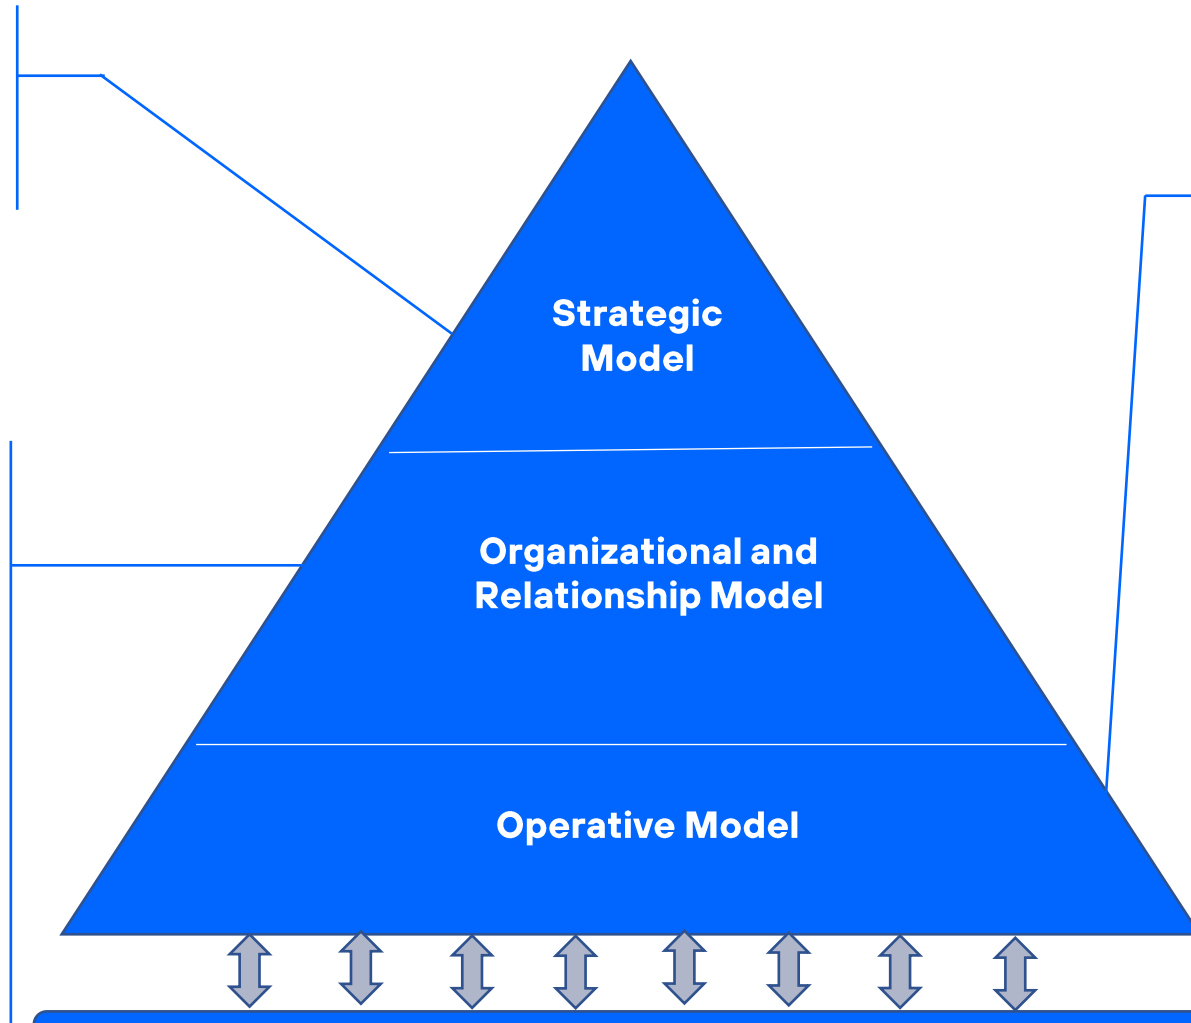 Strategic
Model
Organizational and
Relationship Model
Operative Model